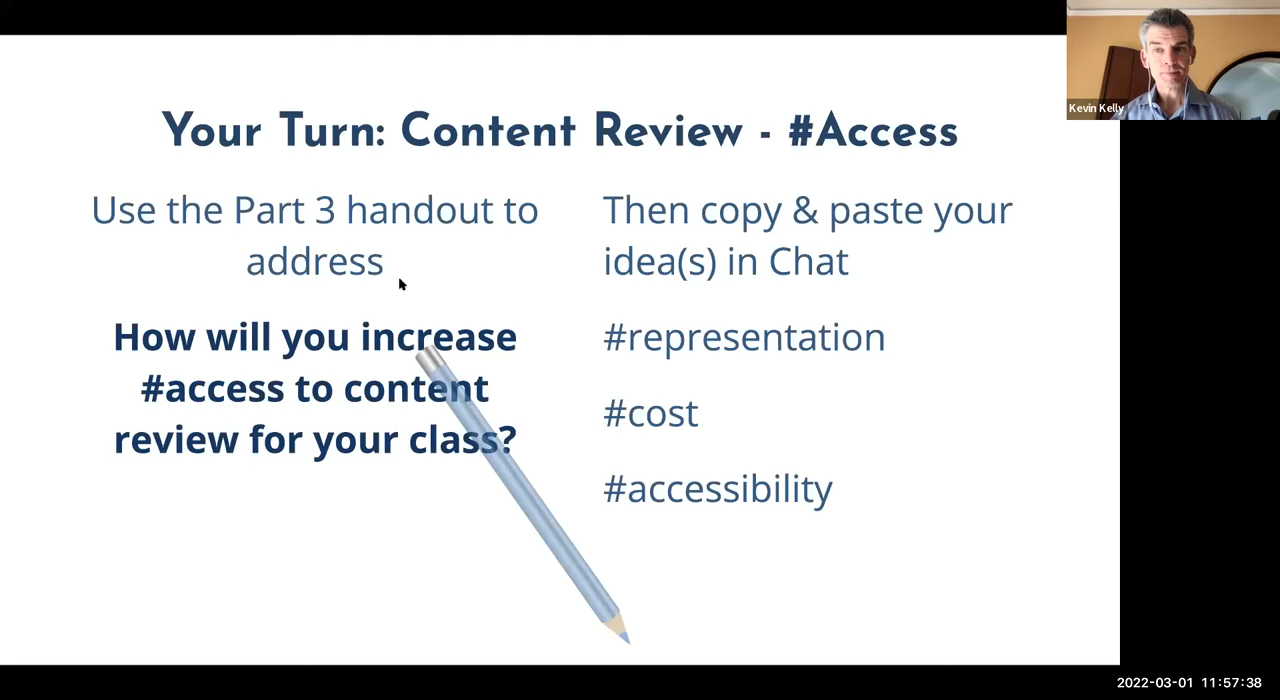 Your Turn: Content Review - #Access
Use the Part 3 handout to
address
How will you increase
#access to content
review for your class?
Then copy & paste your
idea(s) in Chat
#representation
#cost
#accessibility
Kevin Kelly
2022-03-01 11:57:38